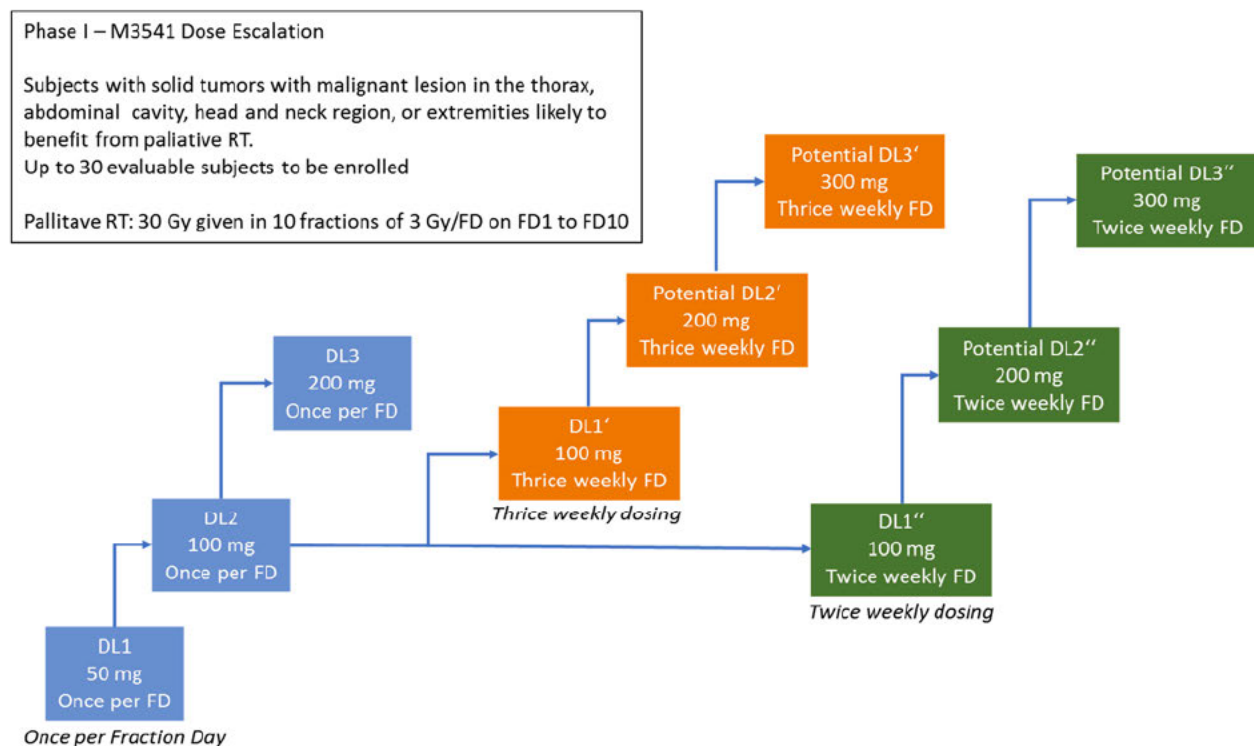 Phase I – M3541 Dose Escalation
Subjects with solid tumors with malignant lesion in the thorax,
abdominal cavity, head and neck region, or extremities likely to
benefit from paliative RT.
Up to 30 evaluable subjects to be enrolled
Pallitave RT: 30 Gy given in 10 fractions of 3 Gy/FD on FD1 to FD10
Potential DL3‘
300 mg
Thrice weekly FD
Potential DL3‘‘
300 mg
Twice weekly FD
Potential DL2‘
200 mg
Thrice weekly FD
Potential DL2‘‘
200 mg
Twice weekly FD
DL3
200 mg
Once per FD
DL1‘
100 mg
Thrice weekly FD
Thrice weekly dosing
DL2
100 mg
Once per FD
DL1‘‘
100 mg
Twice weekly FD
Twice weekly dosing
DL1
50 mg
Once per FD
Once per Fraction Day